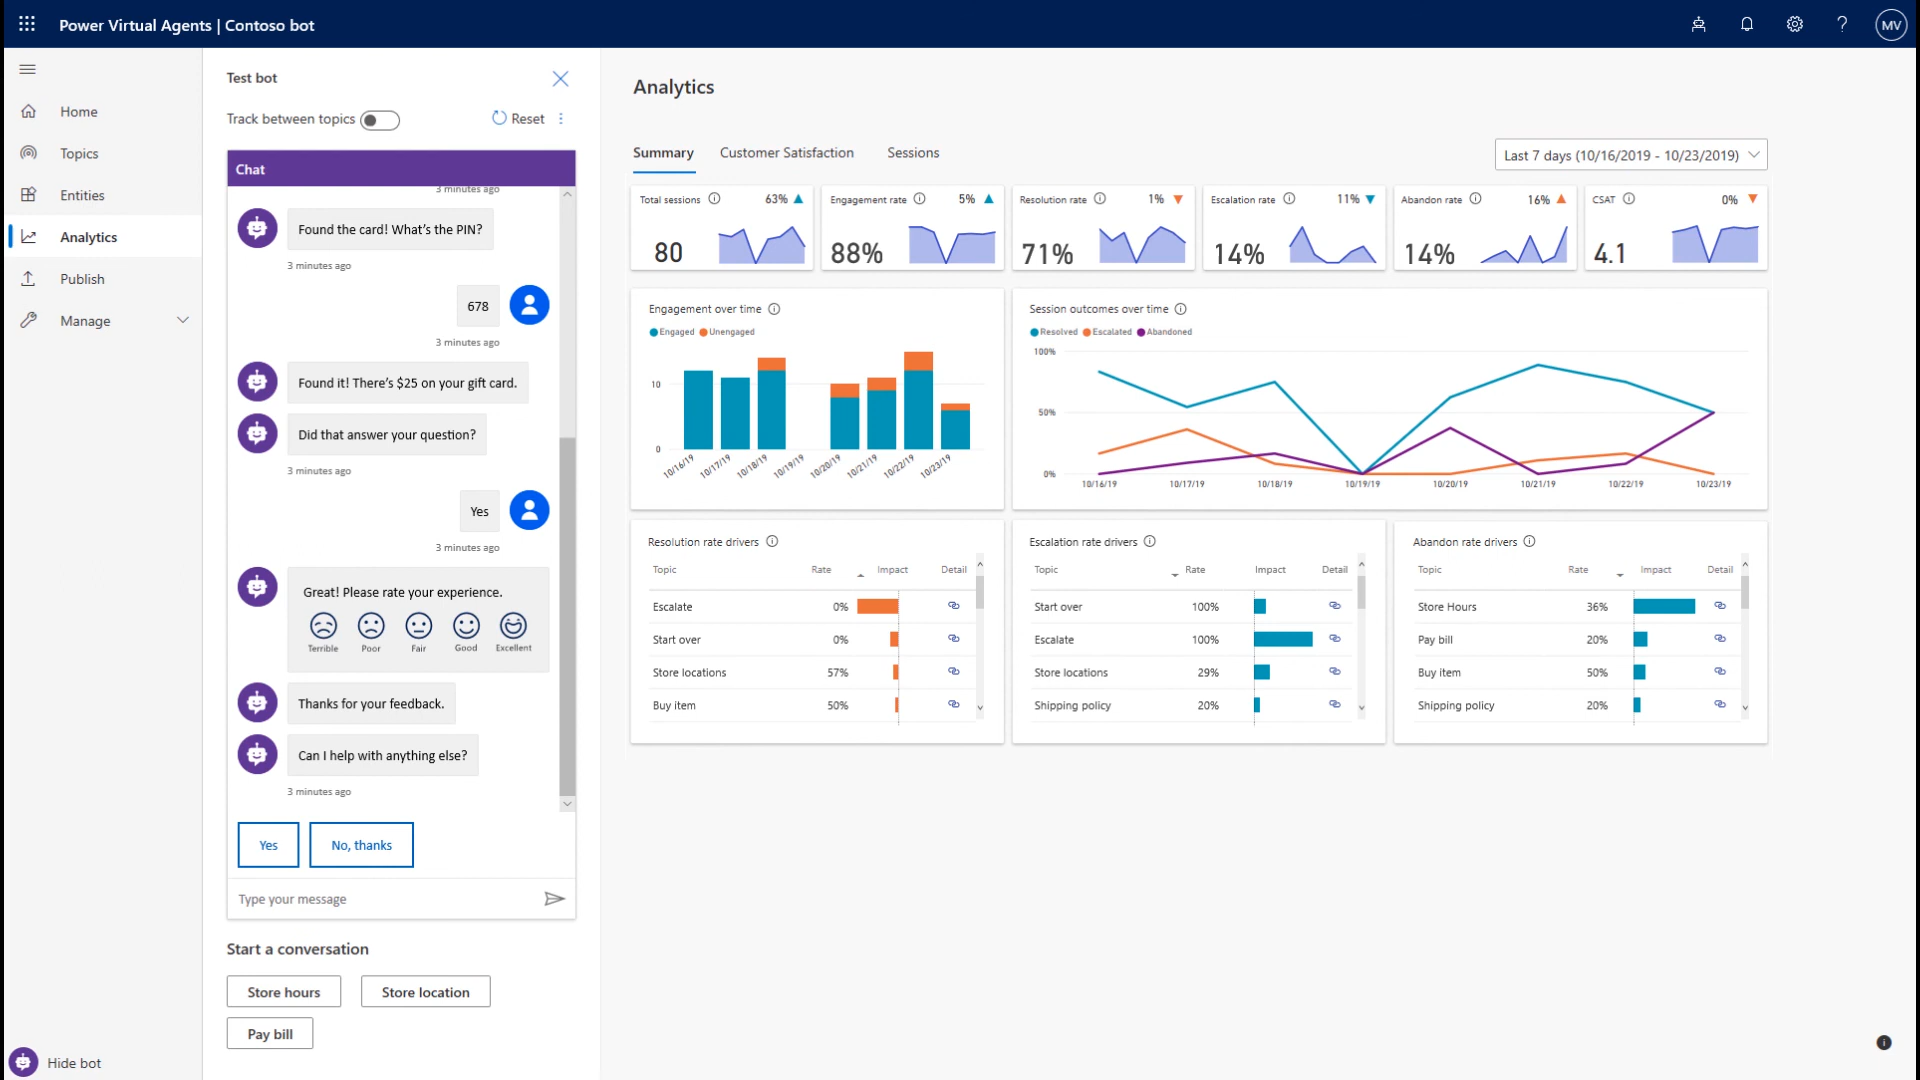 Power Virtual Agents | Contoso bot
MV
Home
Topics
Entities
Analytics
Publish
Manage
Hide bot
Test bot
Track between topics
Reset
Chat
3 minutes ago
Found the card! What's the PIN?
3 minutes ago
678
3 minutes ago
Found it! There's $25 on your gift card.
Did that answer your question?
3 minutes ago
Yes
3 minutes ago
Great! Please rate your experience.
Terrible Poor Fair Good Excellent
Thanks for your feedback.
Can I help with anything else?
3 minutes ago
Yes No, thanks
Type your message
Start a conversation
Store hours Store location
Pay bill
Analytics
Summary Customer Satisfaction Sessions
Last 7 days (10/16/2019 - 10/23/2019)
Total sessions 63%
80
Engagement rate 5%
88%
Resolution rate 1%
71%
Escalation rate 11%
14%
Abandon rate 16%
14%
CSAT 0%
4.1
Engagement over time
Engaged Unengaged
10
0
10/16/19 10/17/19 10/18/19 10/19/19 10/20/19 10/21/19 10/22/19 10/23/19
Session outcomes over time
Resolved Escalated Abandoned
100%
50%
0%
10/16/19 10/17/19 10/18/19 10/19/19 10/20/19 10/21/19 10/22/19 10/23/19
Resolution rate drivers
Topic Rate Impact Detail
Escalate 0%
Start over 0%
Store locations 57%
Buy item 50%
Escalation rate drivers
Topic Rate Impact Detail
Start over 100%
Escalate 100%
Store locations 29%
Shipping policy 20%
Abandon rate drivers
Topic Rate Impact Detail
Store Hours 36%
Pay bill 20%
Buy item 50%
Shipping policy 20%